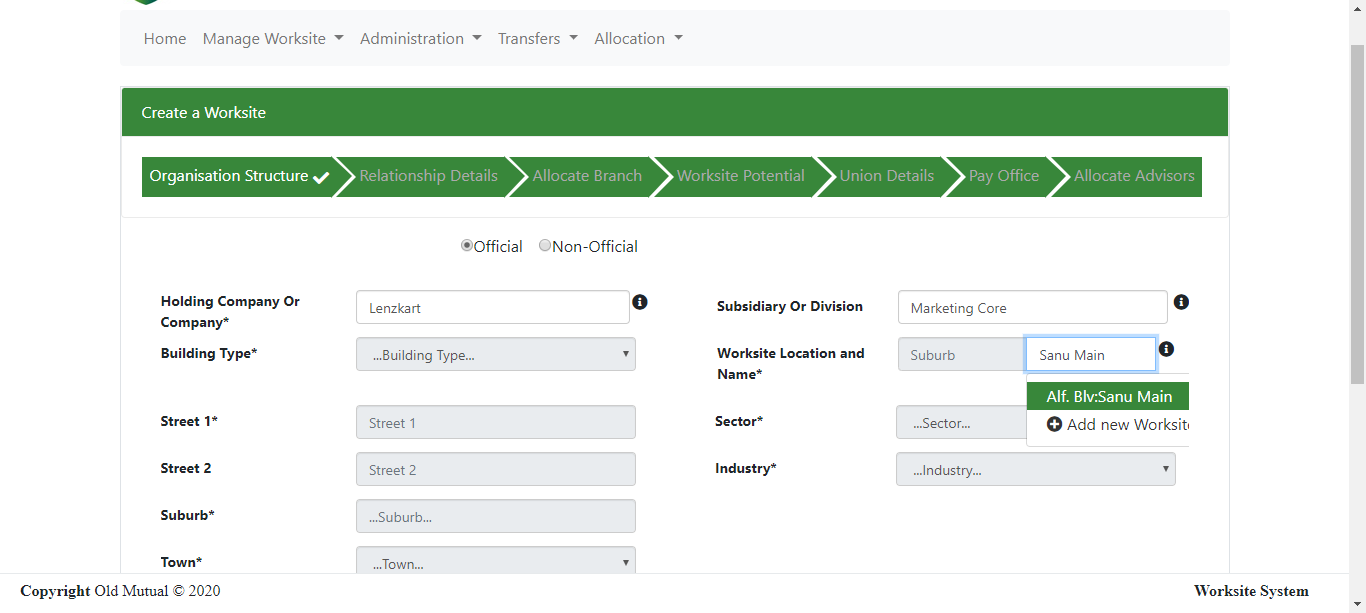 Home Manage Worksite Administration Transfers Allocation
Create a Worksite
Organisation Structure Relationship Details Allocate Branch Worksite Potential Union Details Pay Office Allocate Advisors
Official Non-Official
Holding Company Or Company* Lenzkart Subsidiary Or Division Marketing Core
Building Type* ...Building Type... Worksite Location and Name* Suburb Sanu Main
Alf. Blv:Sanu Main
Add new Worksite
Street 1* Street 1 Sector* ...Sector...
Street 2 Street 2 Industry* ...Industry...
Suburb* ...Suburb...
Town* ...Town...
Copyright Old Mutual © 2020 Worksite System